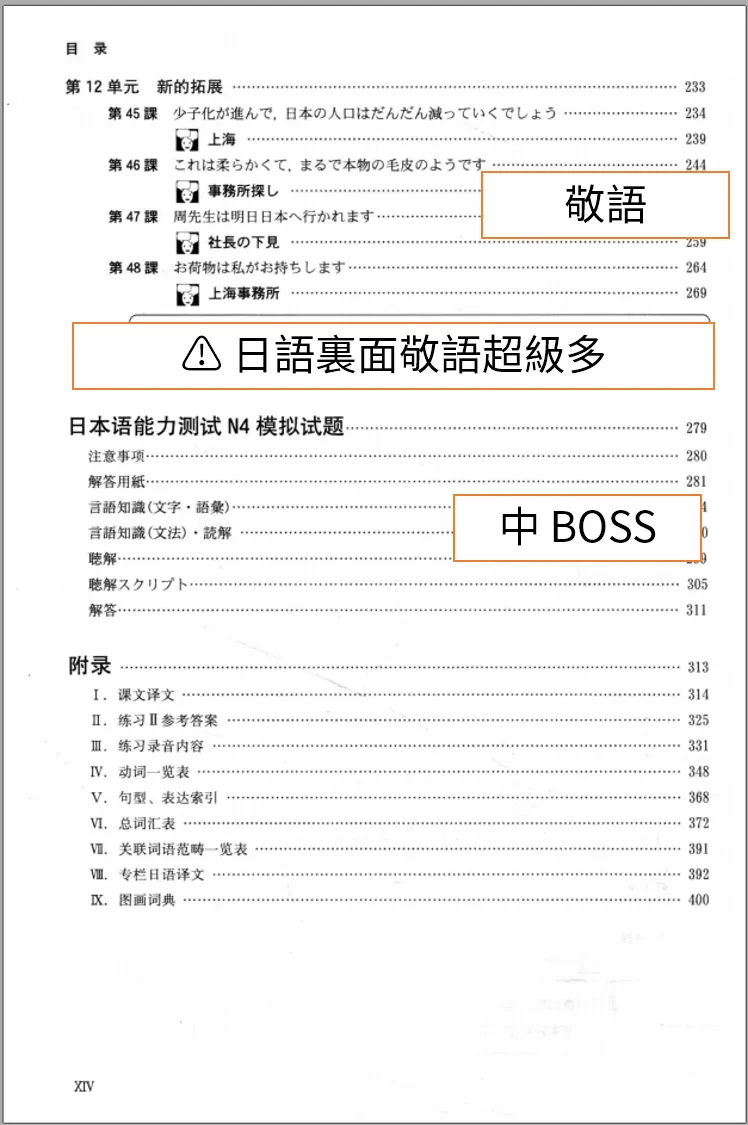 目 录
第 12 单元 新的拓展 233
第 45 課 少子化が進んで，日本の人口はだんだん減っていくでしょう 234
上海 239
第 46 課 これは柔らかくて，まるで本物の毛皮のようです 244
事務所探し
敬語
第 47 課 周先生は明日日本へ行かれます
社長の下見 259
第 48 課 お荷物は私がお持ちします 264
上海事務所 269
⚠ 日語裏面敬語超級多
日本语能力测试 N4 模拟试题 279
注意事项 280
解答用紙 281
言語知識(文字・語彙)
中 BOSS
言語知識(文法)・読解
聴解
聴解スクリプト 305
解答 311
附录 313
Ⅰ. 课文译文 314
Ⅱ. 练习Ⅱ参考答案 325
Ⅲ. 练习录音内容 331
Ⅳ. 动词一览表 348
Ⅴ. 句型、表达索引 368
Ⅵ. 总词汇表 372
Ⅶ. 关联词语范畴一览表 391
Ⅷ. 专栏日语译文 392
Ⅸ. 图画词典 400
XIV